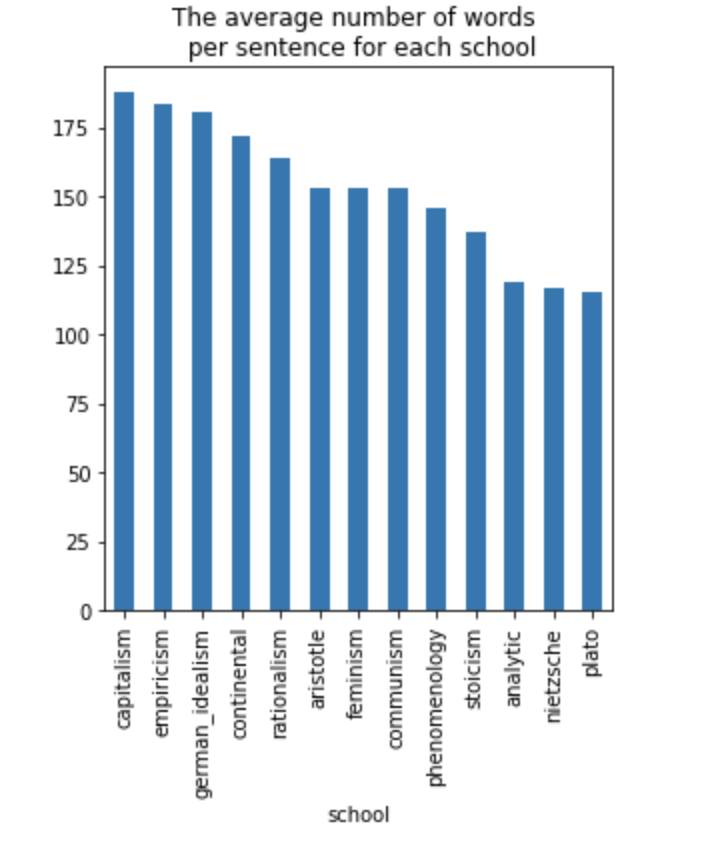 The average number of words
per sentence for each school
175
150
125
100
75
50
25
0
capitalism
empiricism
german_idealism
continental
rationalism
aristotle
feminism
communism
phenomenology
stoicism
analytic
nietzsche
plato
school